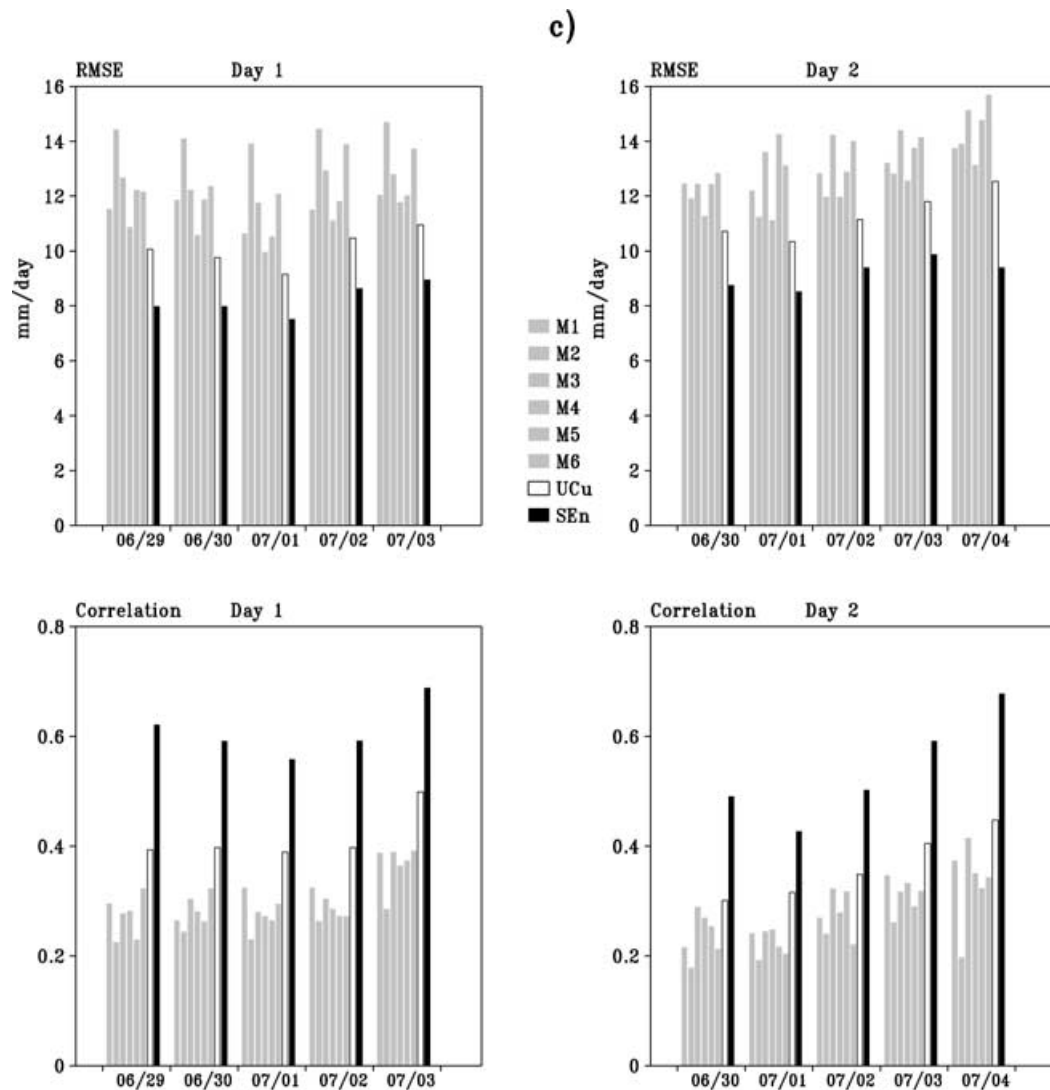 c)
RMSE Day 1
16
14
12
10
8
6
4
2
0
mm/day
06/29 06/30 07/01 07/02 07/03
M1
M2
M3
M4
M5
M6
UCu
SEn
RMSE Day 2
16
14
12
10
8
6
4
2
0
mm/day
06/30 07/01 07/02 07/03 07/04
Correlation Day 1
0.8
0.6
0.4
0.2
0
06/29 06/30 07/01 07/02 07/03
Correlation Day 2
0.8
0.6
0.4
0.2
0
06/30 07/01 07/02 07/03 07/04